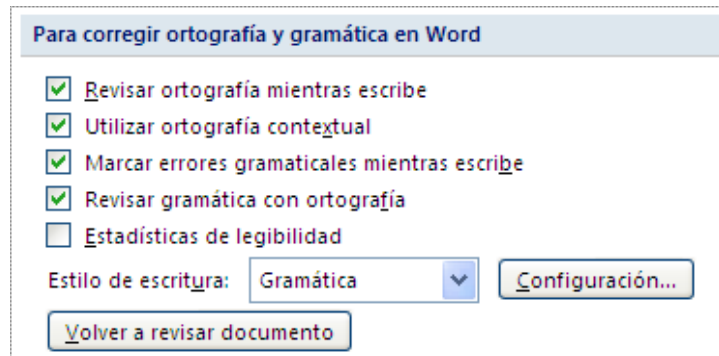 Para corregir ortografía y gramática en Word
Revisar ortografía mientras escribe
Utilizar ortografía contextual
Marcar errores gramaticales mientras escribe
Revisar gramática con ortografía
Estadísticas de legibilidad
Estilo de escritura: Gramática Configuración...
Volver a revisar documento